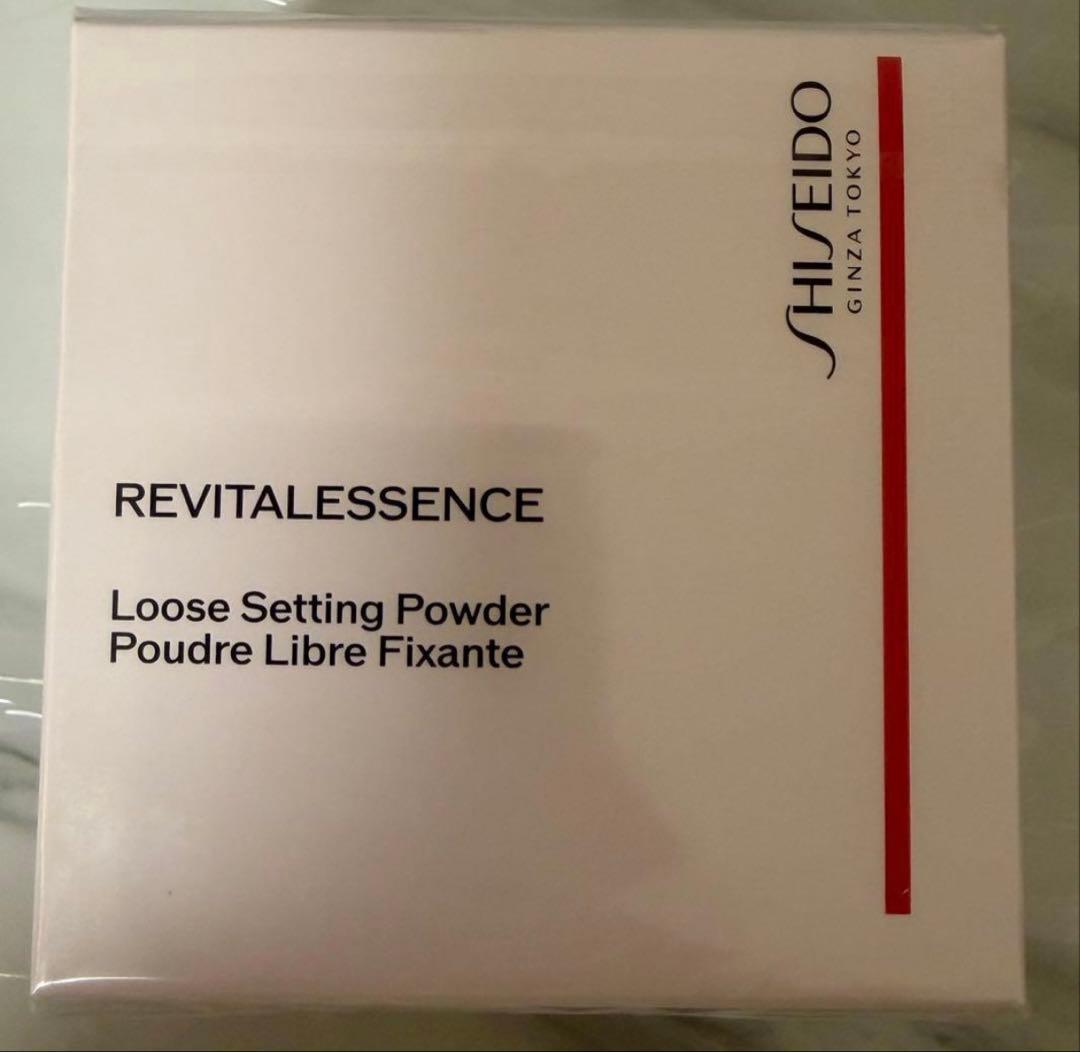 SHISEIDO
GINZA TOKYO
REVITALESSENCE
Loose Setting Powder
Poudre Libre Fixante